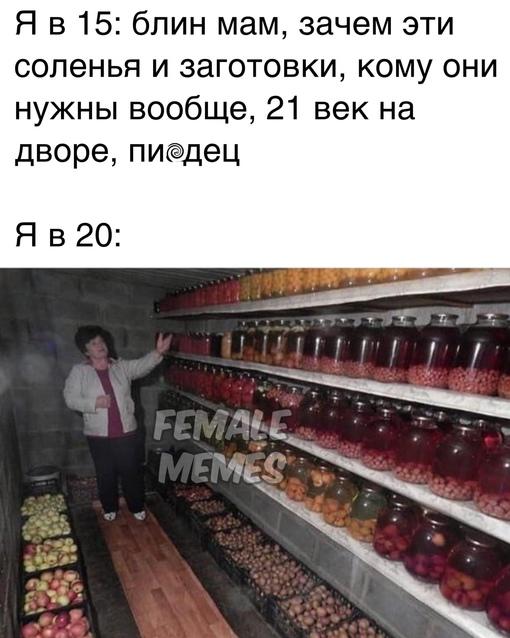 Я в 15: блин мам, зачем эти
соленья и заготовки, кому они
нужны вообще, 21 век на
дворе, пи@дец
Я в 20:
FEMALE
MEMES